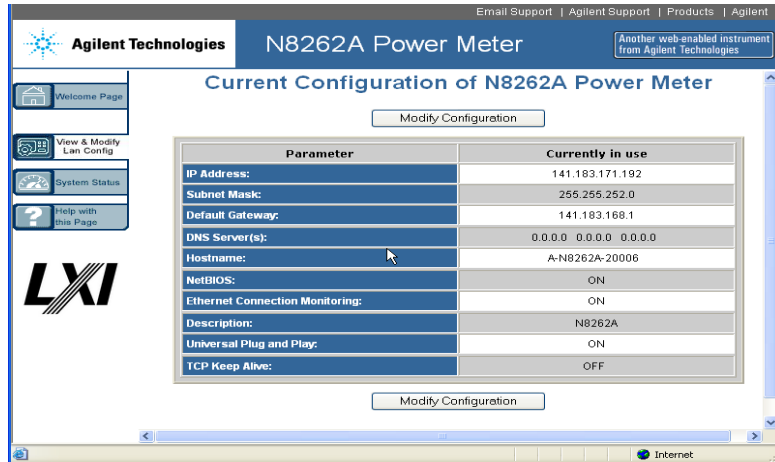 Email Support | Agilent Support | Products | Agilent
Agilent Technologies
N8262A Power Meter
Another web-enabled instrument
from Agilent Technologies
Current Configuration of N8262A Power Meter
Welcome Page
View & Modify
Lan Config
System Status
Help with
this Page
LXI
Modify Configuration
Parameter Currently in use
IP Address: 141.183.171.192
Subnet Mask: 255.255.252.0
Default Gateway: 141.183.168.1
DNS Server(s): 0.0.0.0 0.0.0.0 0.0.0.0
Hostname: A-N8262A-20006
NetBIOS: ON
Ethernet Connection Monitoring: ON
Description: N8262A
Universal Plug and Play: ON
TCP Keep Alive: OFF
Modify Configuration
Internet